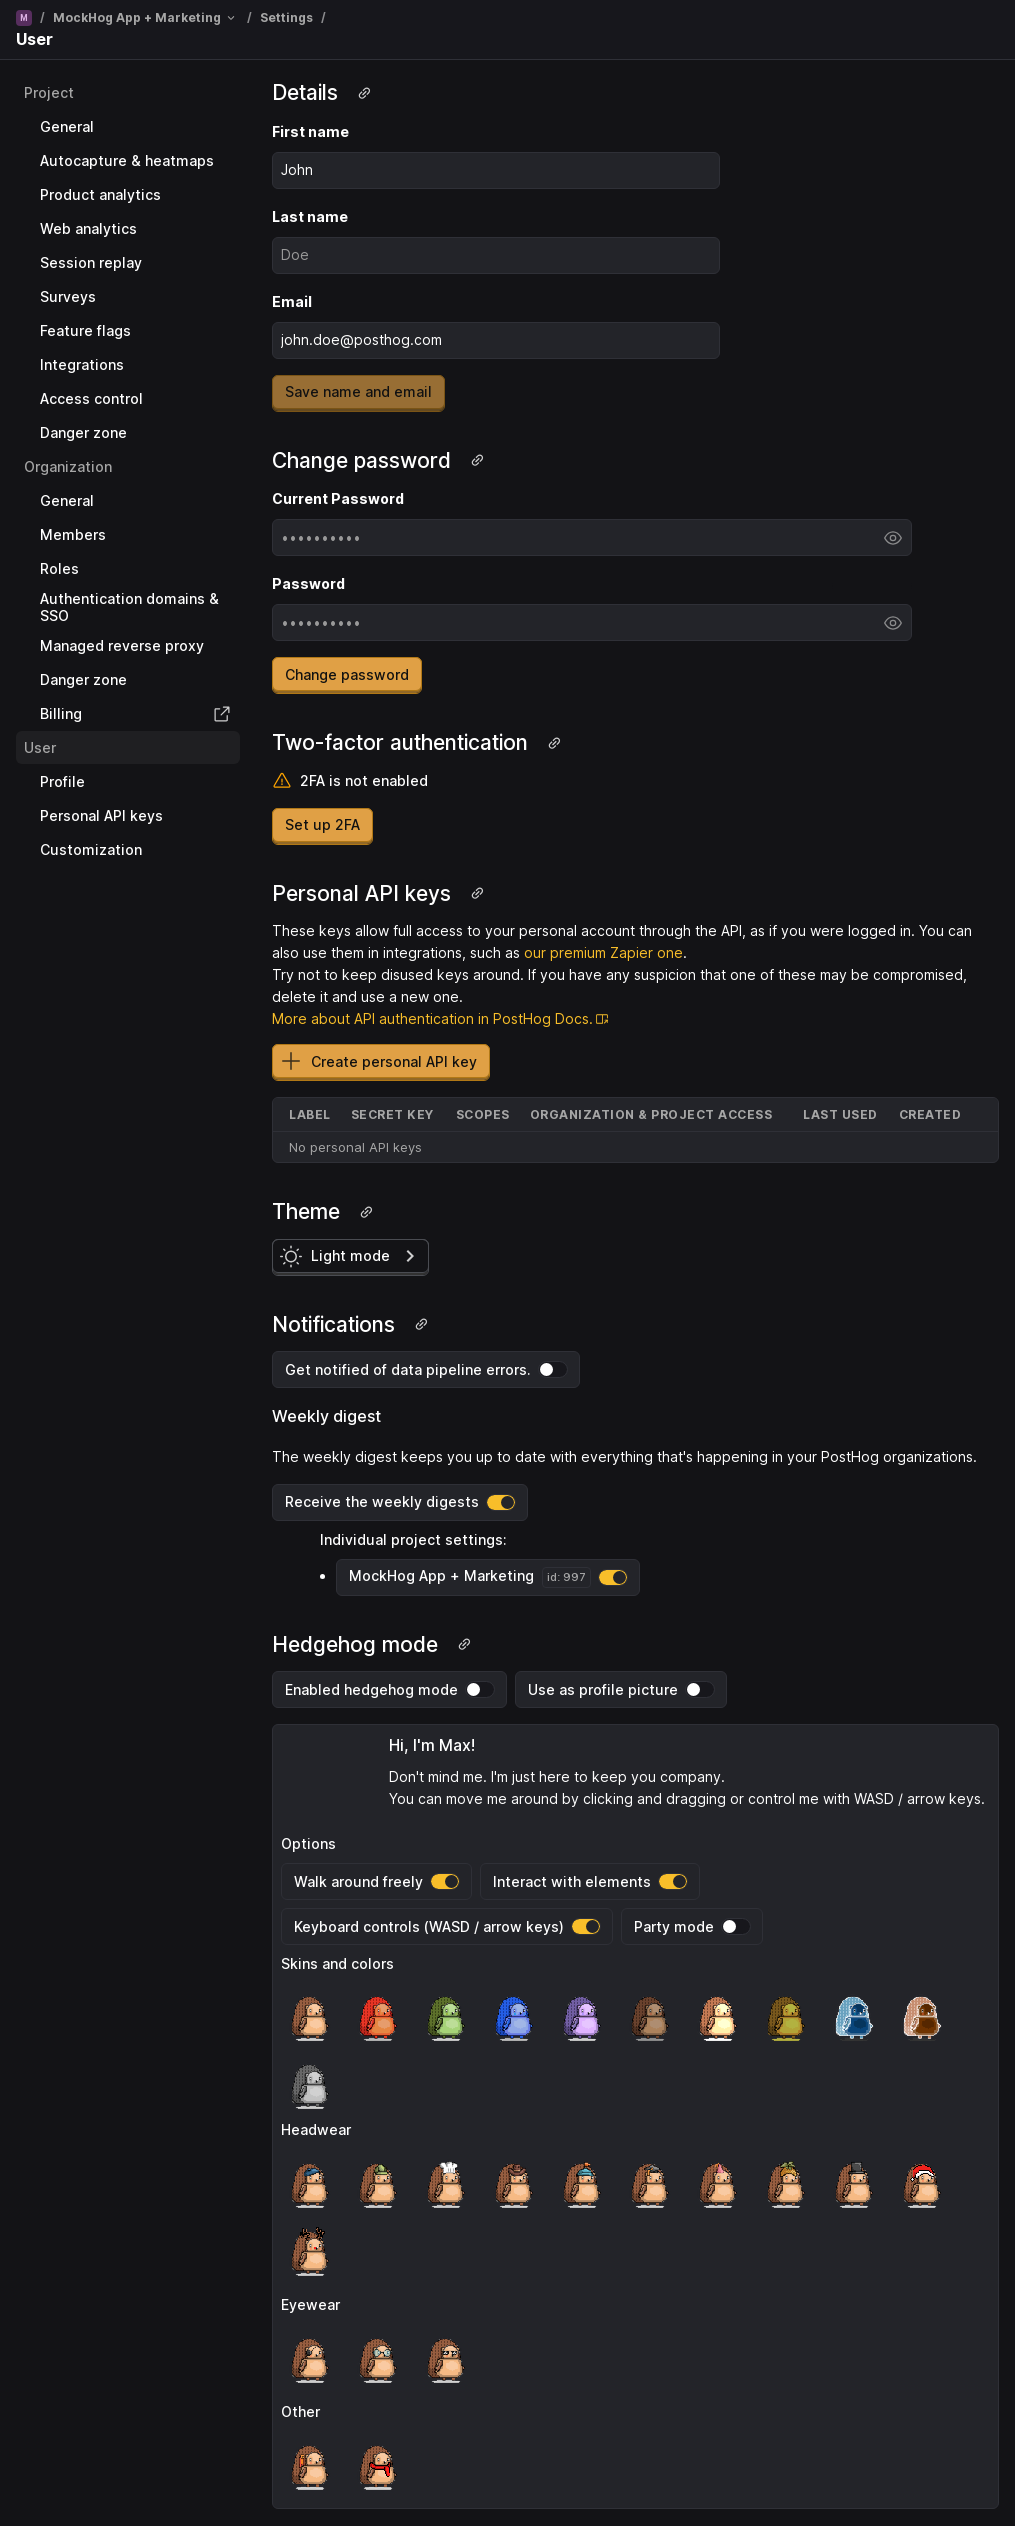 M / MockHog App + Marketing / Settings /
User
Project
General
Autocapture & heatmaps
Product analytics
Web analytics
Session replay
Surveys
Feature flags
Integrations
Access control
Danger zone
Organization
General
Members
Roles
Authentication domains &
SSO
Managed reverse proxy
Danger zone
Billing
User
Profile
Personal API keys
Customization
Details
First name
John
Last name
Doe
Email
john.doe@posthog.com
Save name and email
Change password
Current Password
••••••••••
Password
••••••••••
Change password
Two-factor authentication
2FA is not enabled
Set up 2FA
Personal API keys
These keys allow full access to your personal account through the API, as if you were logged in. You can
also use them in integrations, such as our premium Zapier one.
Try not to keep disused keys around. If you have any suspicion that one of these may be compromised,
delete it and use a new one.
More about API authentication in PostHog Docs.
Create personal API key
LABEL SECRET KEY SCOPES ORGANIZATION & PROJECT ACCESS LAST USED CREATED
No personal API keys
Theme
Light mode
Notifications
Get notified of data pipeline errors.
Weekly digest
The weekly digest keeps you up to date with everything that's happening in your PostHog organizations.
Receive the weekly digests
Individual project settings:
• MockHog App + Marketing id: 997
Hedgehog mode
Enabled hedgehog mode Use as profile picture
Hi, I'm Max!
Don't mind me. I'm just here to keep you company.
You can move me around by clicking and dragging or control me with WASD / arrow keys.
Options
Walk around freely Interact with elements
Keyboard controls (WASD / arrow keys) Party mode
Skins and colors
Headwear
Eyewear
Other